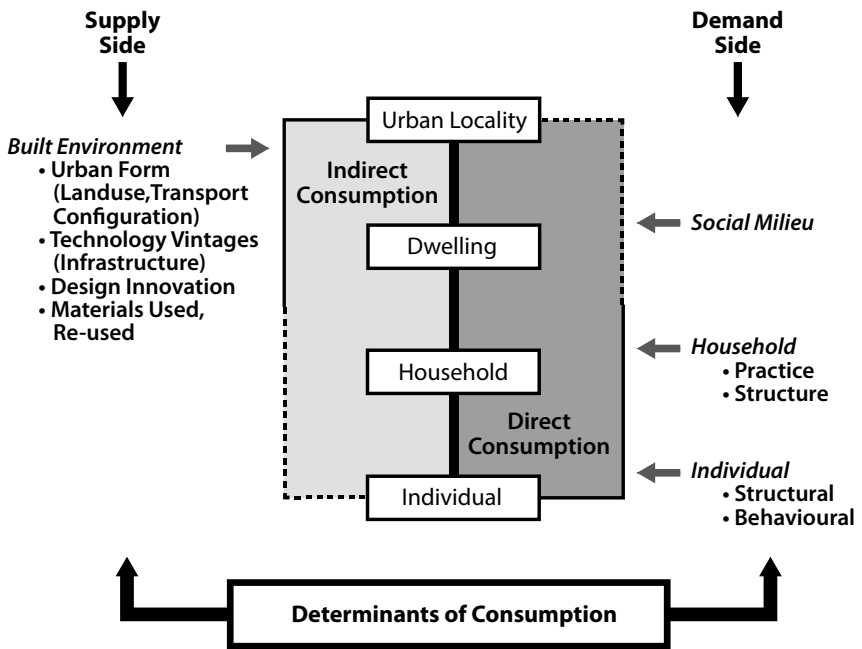 Supply
Side
Demand
Side
Built Environment
• Urban Form
(Landuse,Transport
Configuration)
• Technology Vintages
(Infrastructure)
• Design Innovation
• Materials Used,
Re-used
Urban Locality
Indirect
Consumption
Dwelling
Household
Direct
Consumption
Individual
Social Milieu
Household
• Practice
• Structure
Individual
• Structural
• Behavioural
Determinants of Consumption